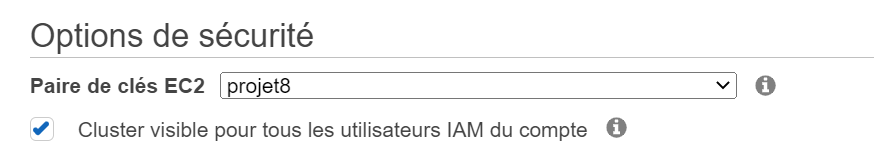 Options de sécurité
Paire de clés EC2 projet8
Cluster visible pour tous les utilisateurs IAM du compte